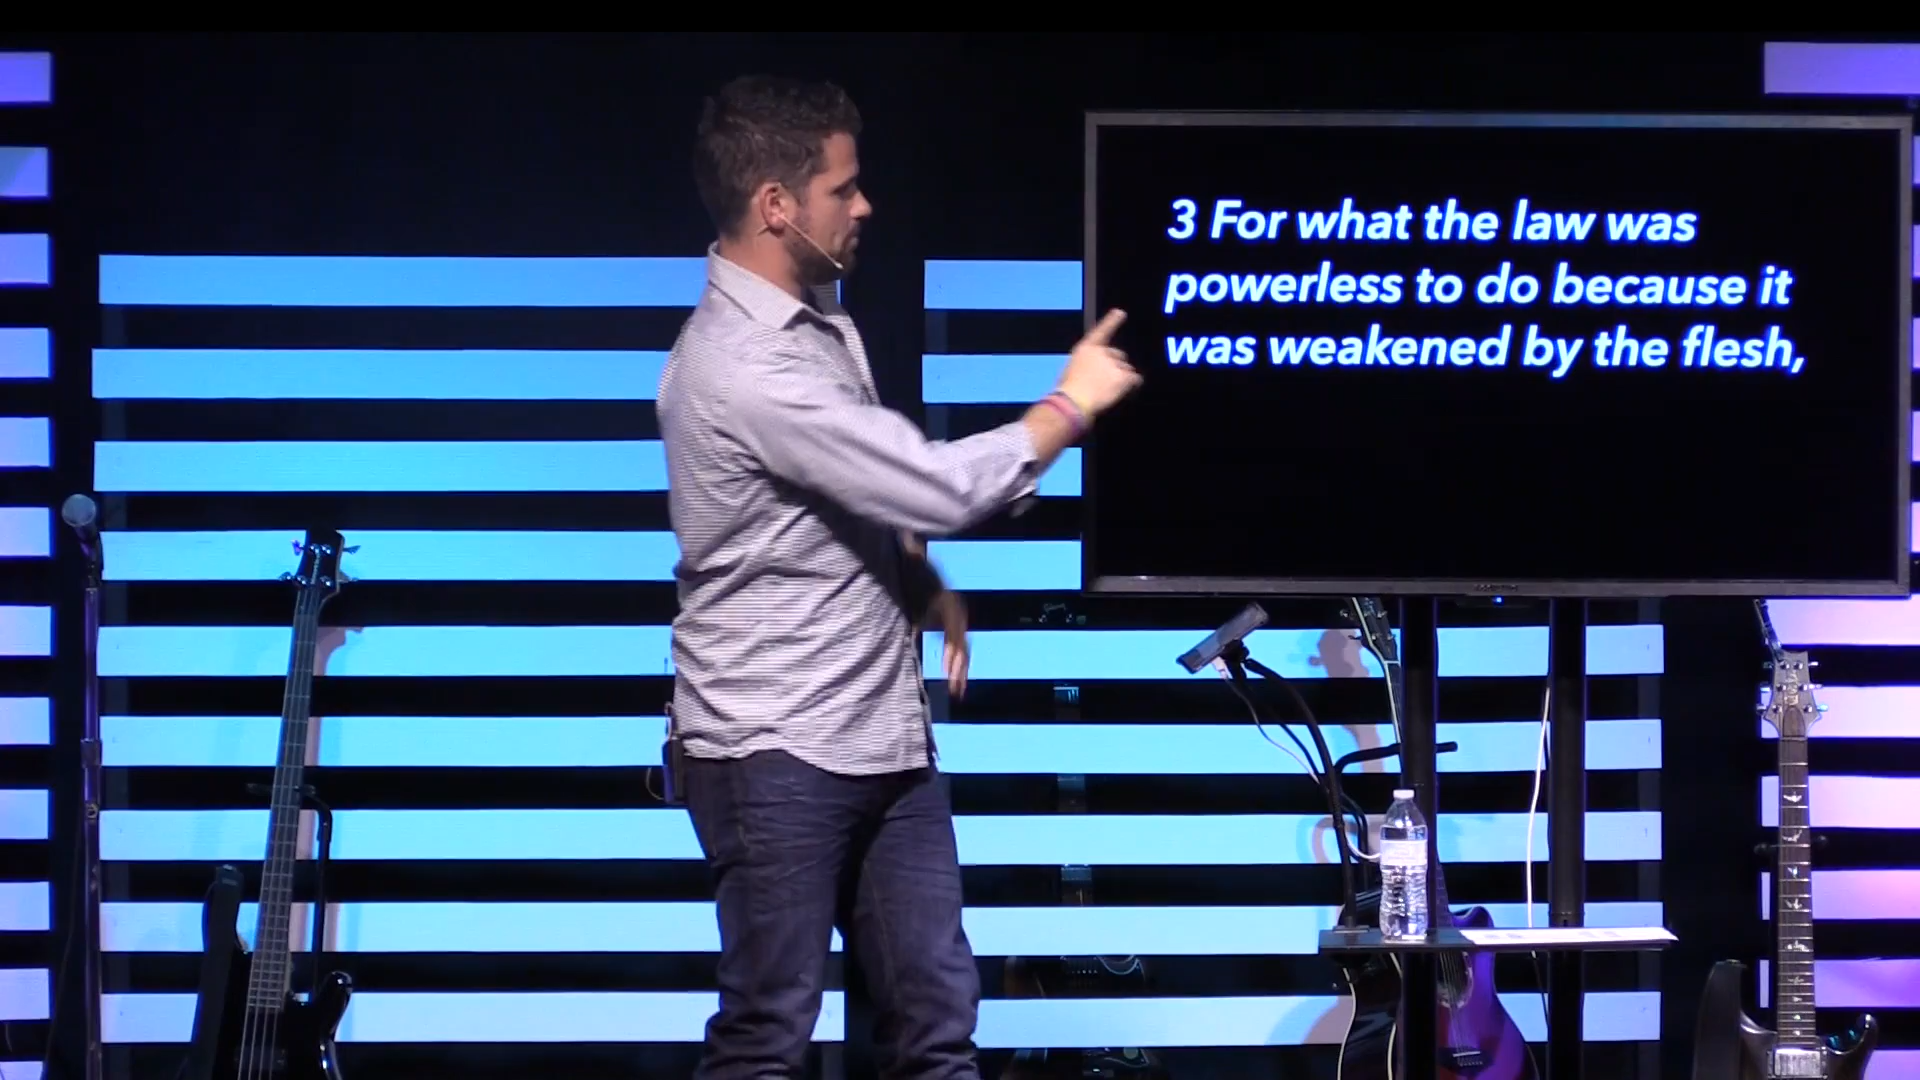 3 For what the law was
powerless to do because it
was weakened by the flesh,